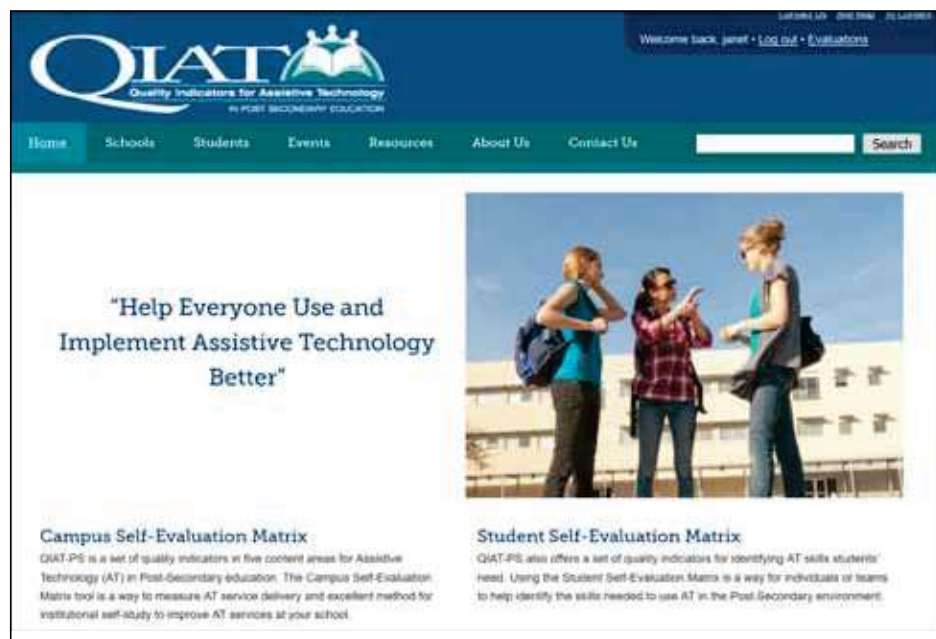 Contact Us Site Map
Welcome back, janet • Log out • Evaluations
QIAT
Quality Indicators for Assistive Technology
IN POST SECONDARY EDUCATION
Home Schools Students Events Resources About Us Contact Us Search
“Help Everyone Use and
Implement Assistive Technology
Better”
Campus Self-Evaluation Matrix
QIAT-PS is a set of quality indicators in five content areas for Assistive
Technology (AT) in Post-Secondary education. The Campus Self-Evaluation
Matrix tool is a way to measure AT service delivery and excellent method for
institutional self-study to improve AT services at your school.
Student Self-Evaluation Matrix
QIAT-PS also offers a set of quality indicators for identifying AT skills students'
need. Using the Student Self-Evaluation Matrix is a way for individuals or teams
to help identify the skills needed to use AT in the Post-Secondary environment.